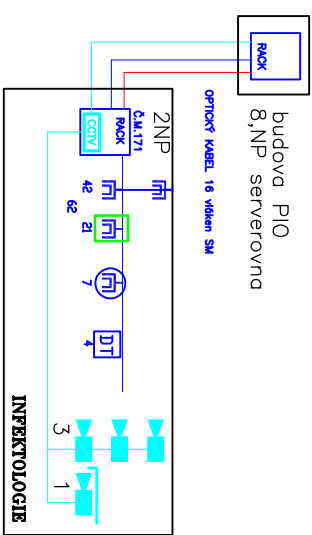 budova PIO
8,NP serverovna
RACK
OPTICKÝ KABEL 16 vláken SM
2NP
Č.M.171
RACK
CCTV
42
62
21
7
DT
4
3
1
INFEKTOLOGIE